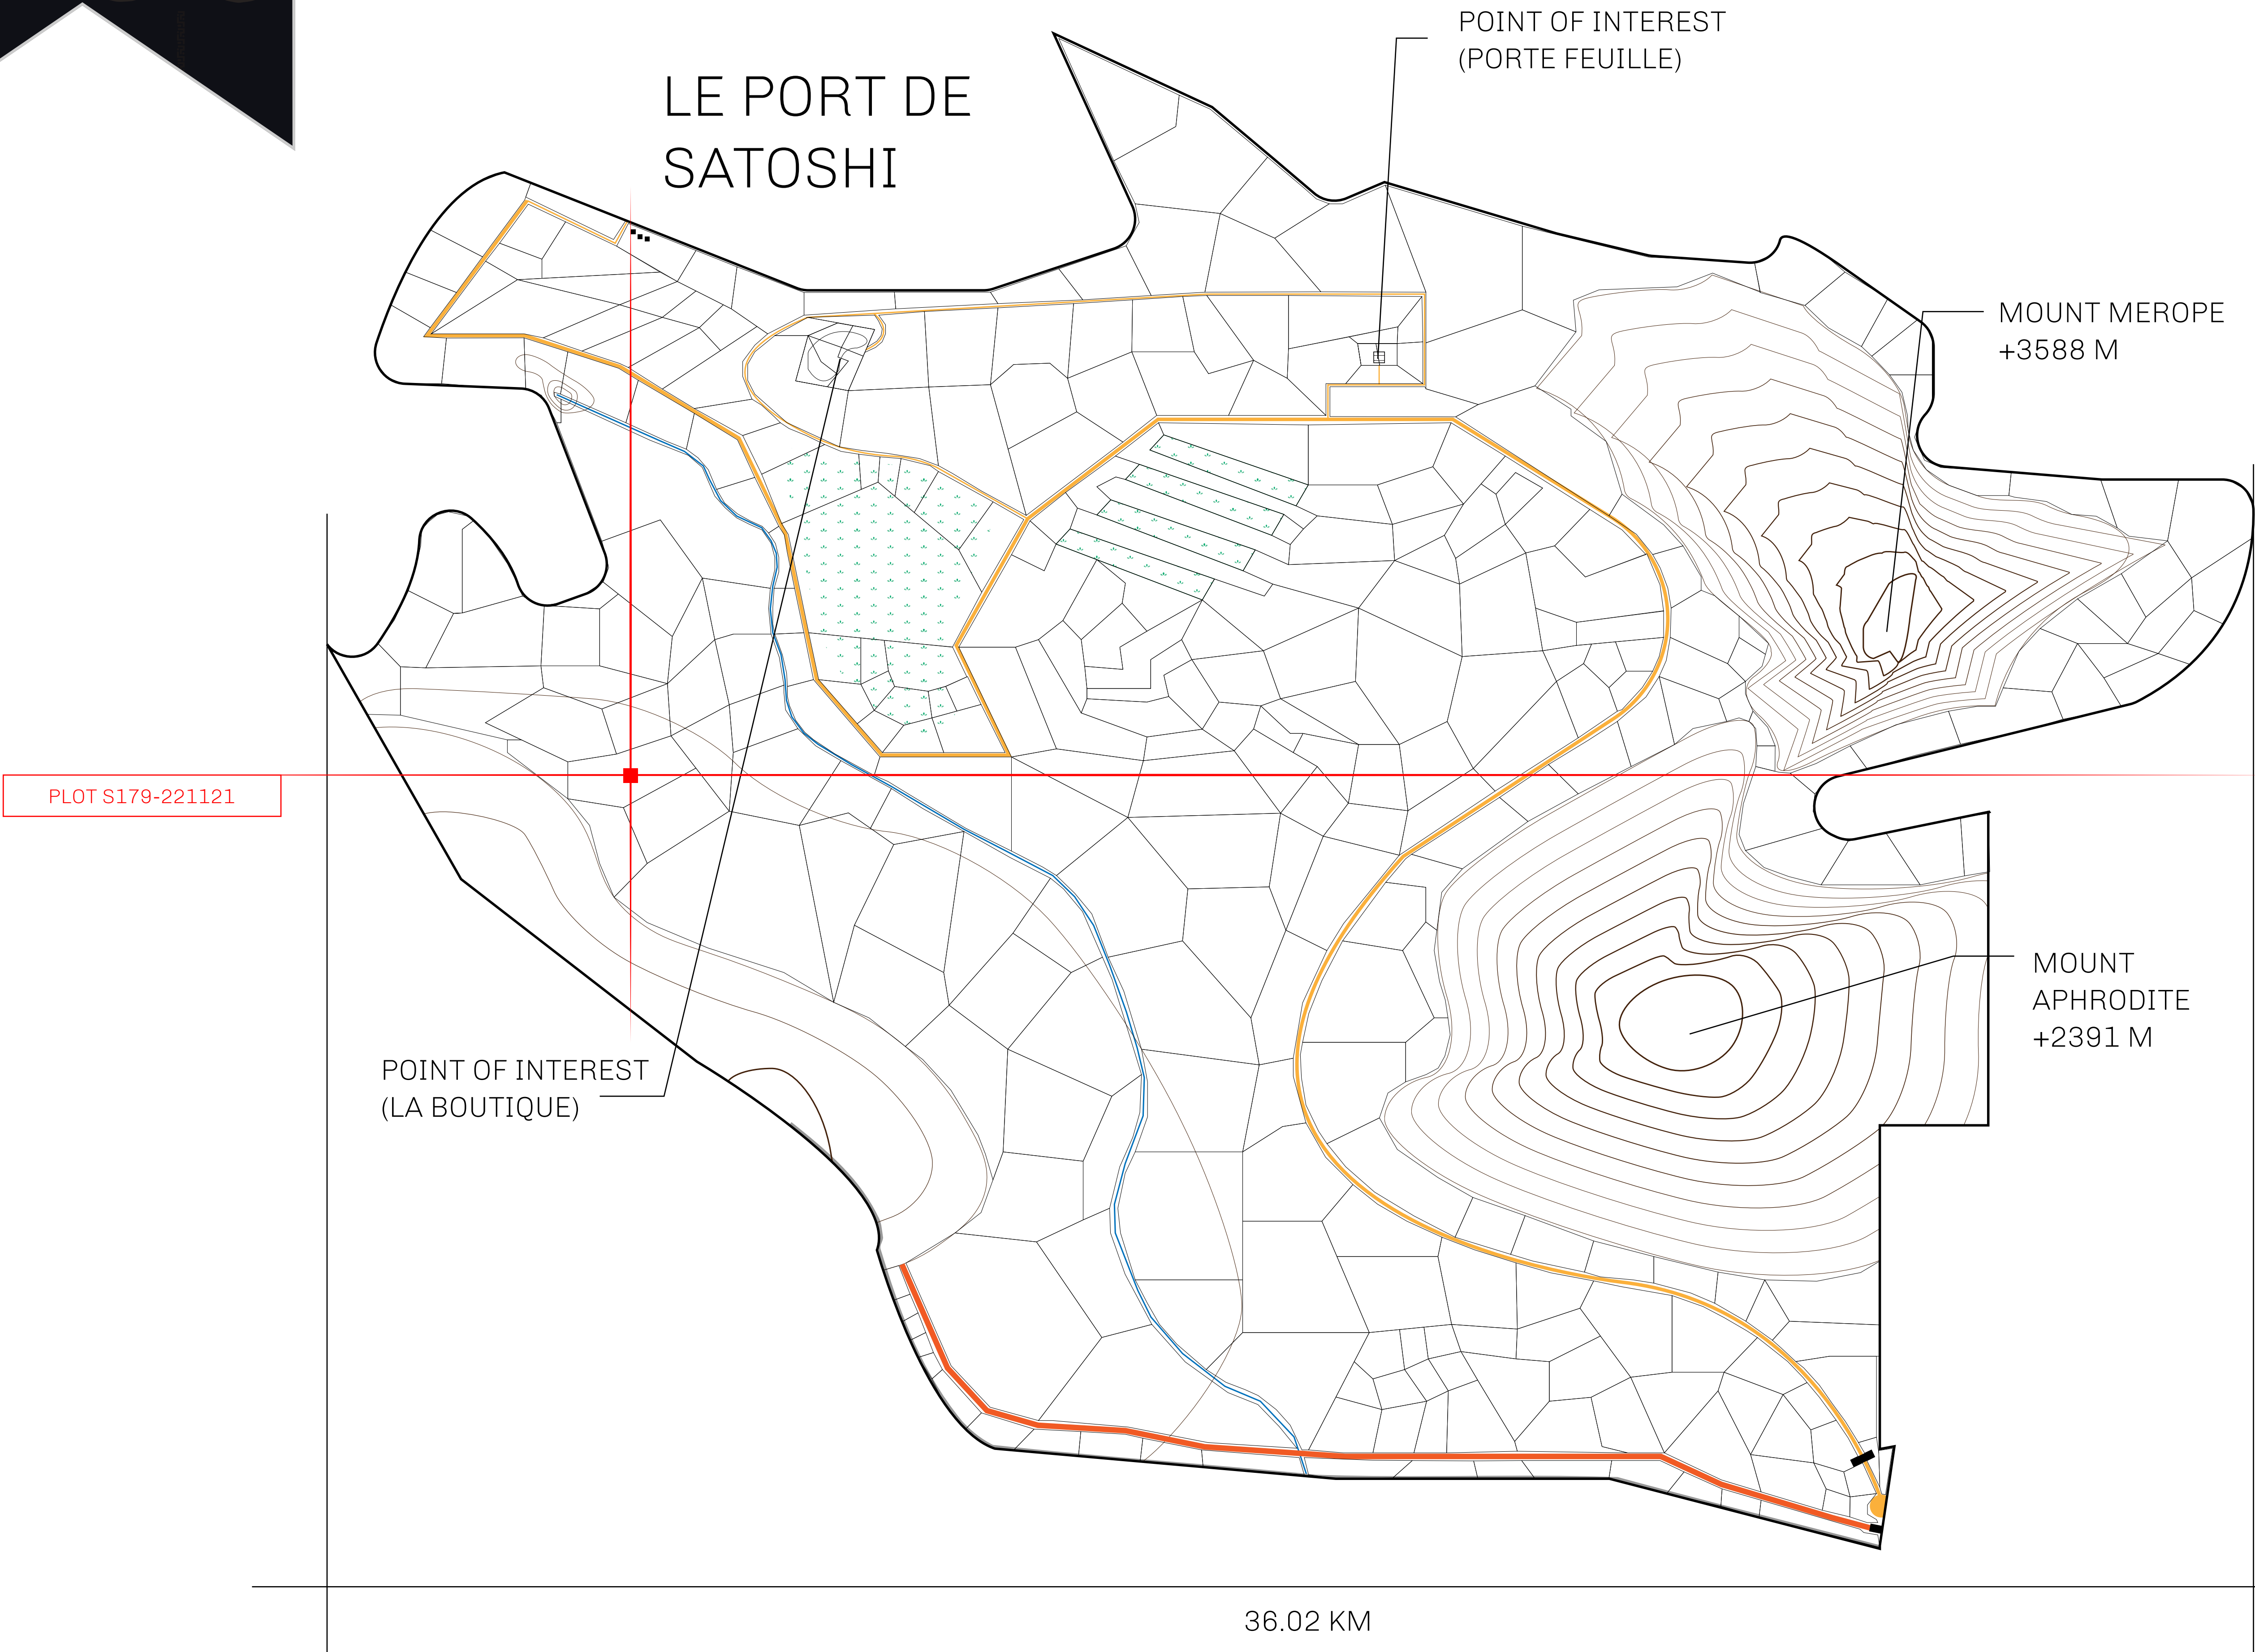 POINT OF INTEREST
(PORTE FEUILLE)
LE PORT DE
SATOSHI
MOUNT MEROPE
+3588 M
PLOT S179-221121
MOUNT
APHRODITE
+2391 M
POINT OF INTEREST
(LA BOUTIQUE)
36.02 KM